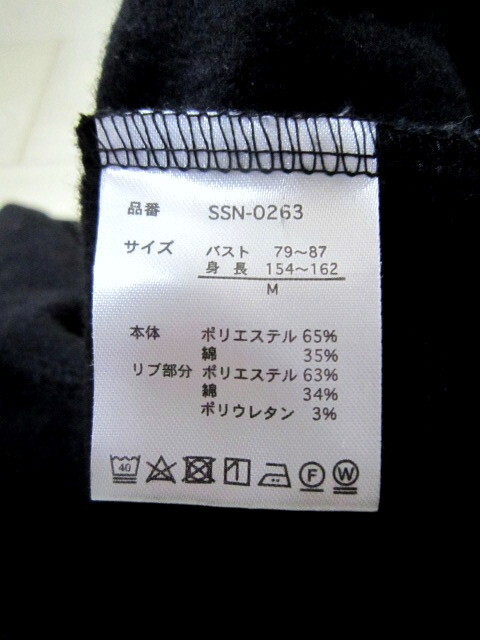 品番 SSN-0263
サイズ バスト 79〜87
身長 154〜162
M
本体 ポリエステル 65%
綿 35%
リブ部分 ポリエステル 63%
綿 34%
ポリウレタン 3%
40 F W